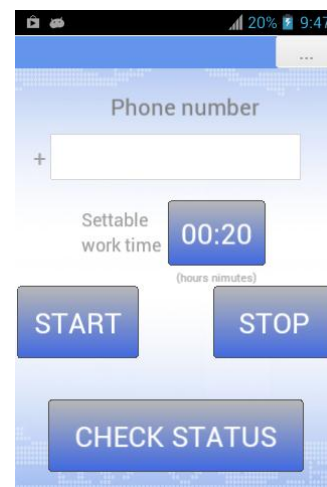 20% 9:47
...
Phone number
+
Settable
work time
00:20
(hours nimutes)
START STOP
CHECK STATUS